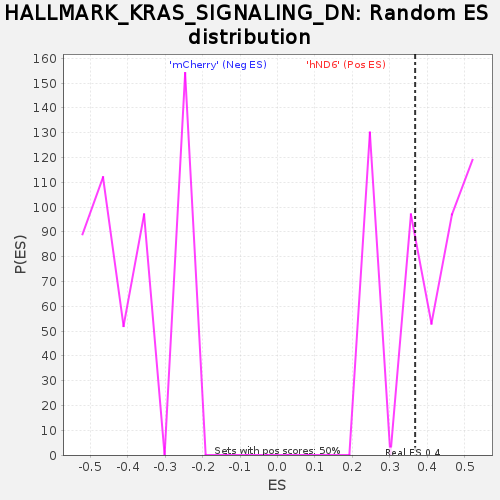 HALLMARK_KRAS_SIGNALING_DN: Random ES
distribution
'mCherry' (Neg ES) 'hND6' (Pos ES)
160
150
140
130
120
110
100
90
80
70
60
50
40
30
20
10
0
P(ES)
Sets with pos scores: 50%
Real ES 0.4
-0.5 -0.4 -0.3 -0.2 -0.1 0.0 0.1 0.2 0.3 0.4 0.5
ES